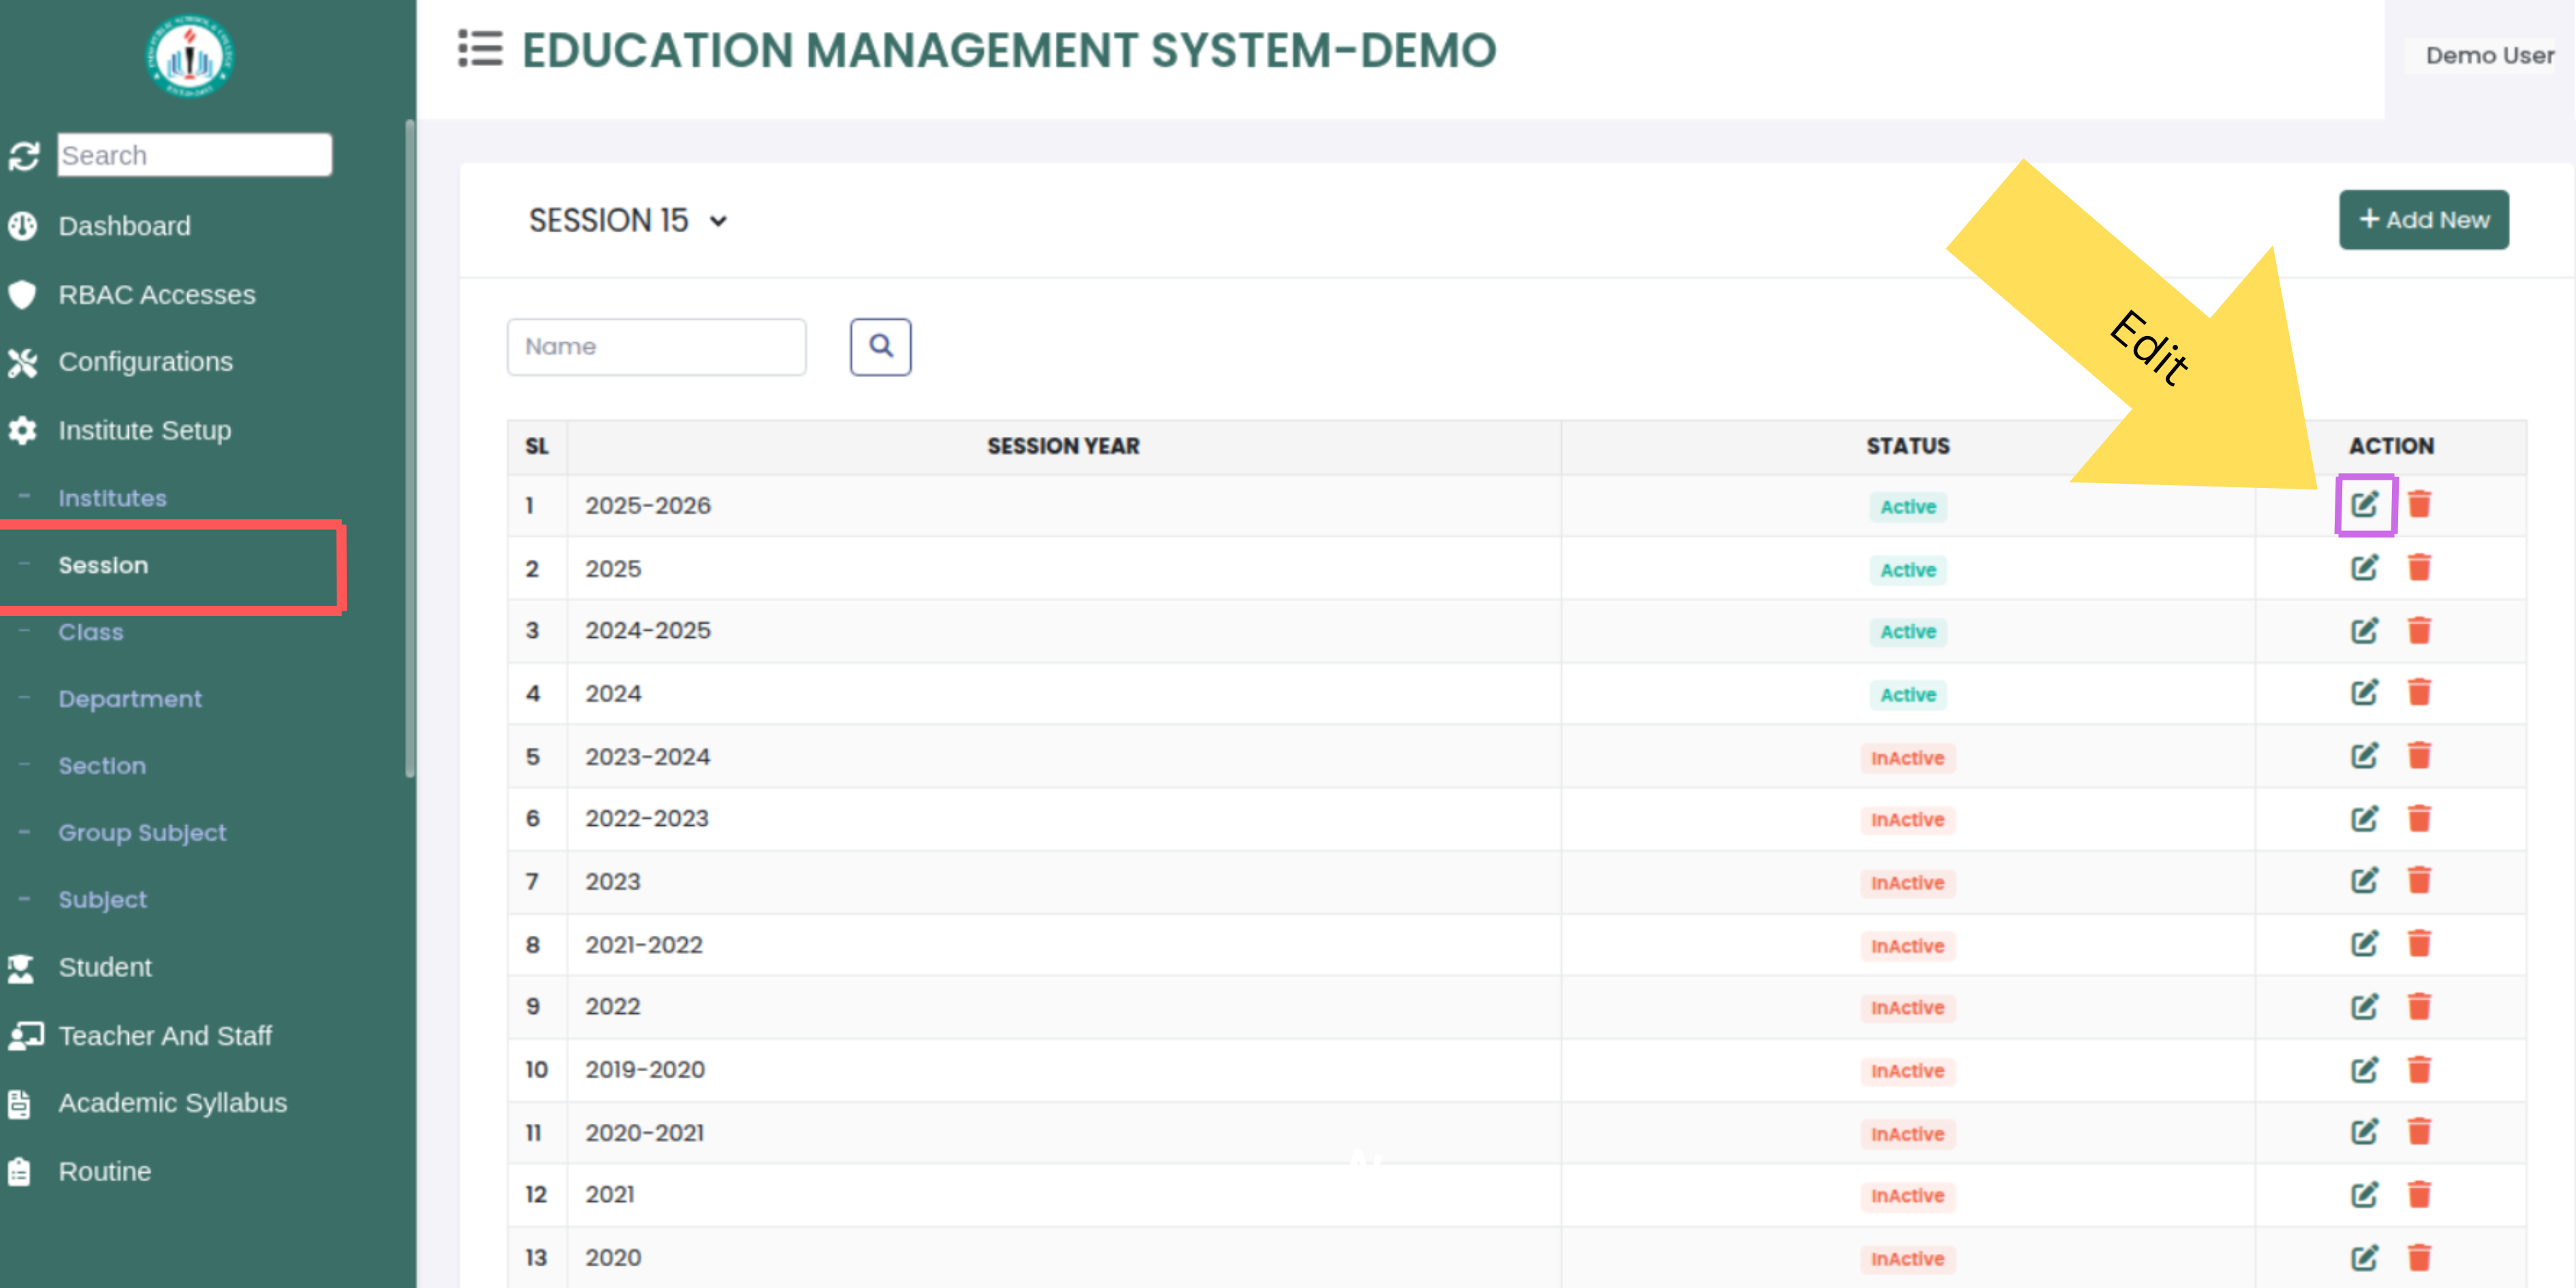 EDUCATION MANAGEMENT SYSTEM-DEMO
Demo User
Search
Dashboard
RBAC Accesses
Configurations
Institute Setup
- Institutes
- Session
- Class
- Department
- Section
- Group Subject
- Subject
Student
Teacher And Staff
Academic Syllabus
Routine
SESSION 15
+ Add New
Name
Edit
SL SESSION YEAR STATUS ACTION
1 2025-2026 Active
2 2025 Active
3 2024-2025 Active
4 2024 Active
5 2023-2024 InActive
6 2022-2023 InActive
7 2023 InActive
8 2021-2022 InActive
9 2022 InActive
10 2019-2020 InActive
11 2020-2021 InActive
12 2021 InActive
13 2020 InActive